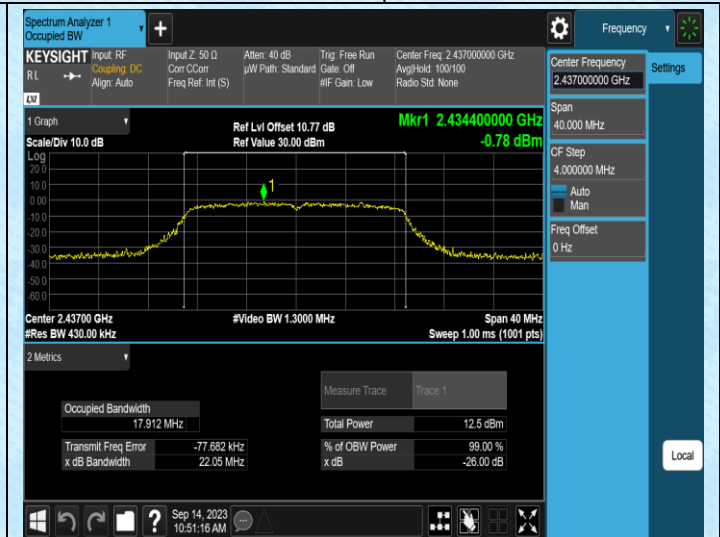 Spectrum Analyzer 1
Occupied BW
+
Frequency
KEYSIGHT
R L
LXI
Input: RF
Coupling: DC
Align: Auto
Input Z: 50 Ω
Corr CCorr
Freq Ref: Int (S)
Atten: 40 dB
µW Path: Standard
Trig: Free Run
Gate: Off
#IF Gain: Low
Center Freq: 2.437000000 GHz
Avg|Hold: 100/100
Radio Std: None
Center Frequency
2.437000000 GHz
Settings
Span
40.000 MHz
CF Step
4.000000 MHz
Auto
Man
Freq Offset
0 Hz
1 Graph
Scale/Div 10.0 dB
Ref Lvl Offset 10.77 dB
Ref Value 30.00 dBm
Mkr1 2.434400000 GHz
-0.78 dBm
Log
20.0
10.0
0.00
-10.0
-20.0
-30.0
-40.0
-50.0
-60.0
1
Center 2.43700 GHz
#Res BW 430.00 kHz
#Video BW 1.3000 MHz
Span 40 MHz
Sweep 1.00 ms (1001 pts)
2 Metrics
Measure Trace Trace 1
Occupied Bandwidth
17.912 MHz
Total Power 12.5 dBm
Transmit Freq Error -77.682 kHz
% of OBW Power 99.00 %
x dB Bandwidth 22.05 MHz
x dB -26.00 dB
Local
?
Sep 14, 2023
10:51:16 AM